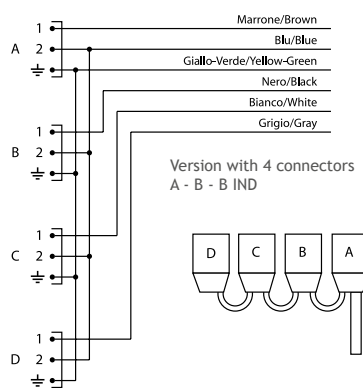 Marrone/Brown
1
Blu/Blue
A 2
Giallo-Verde/Yellow-Green
Nero/Black
Bianco/White
1
Grigio/Gray
B 2
Version with 4 connectors
A - B - B IND
1
C 2
D C B A
1
D 2